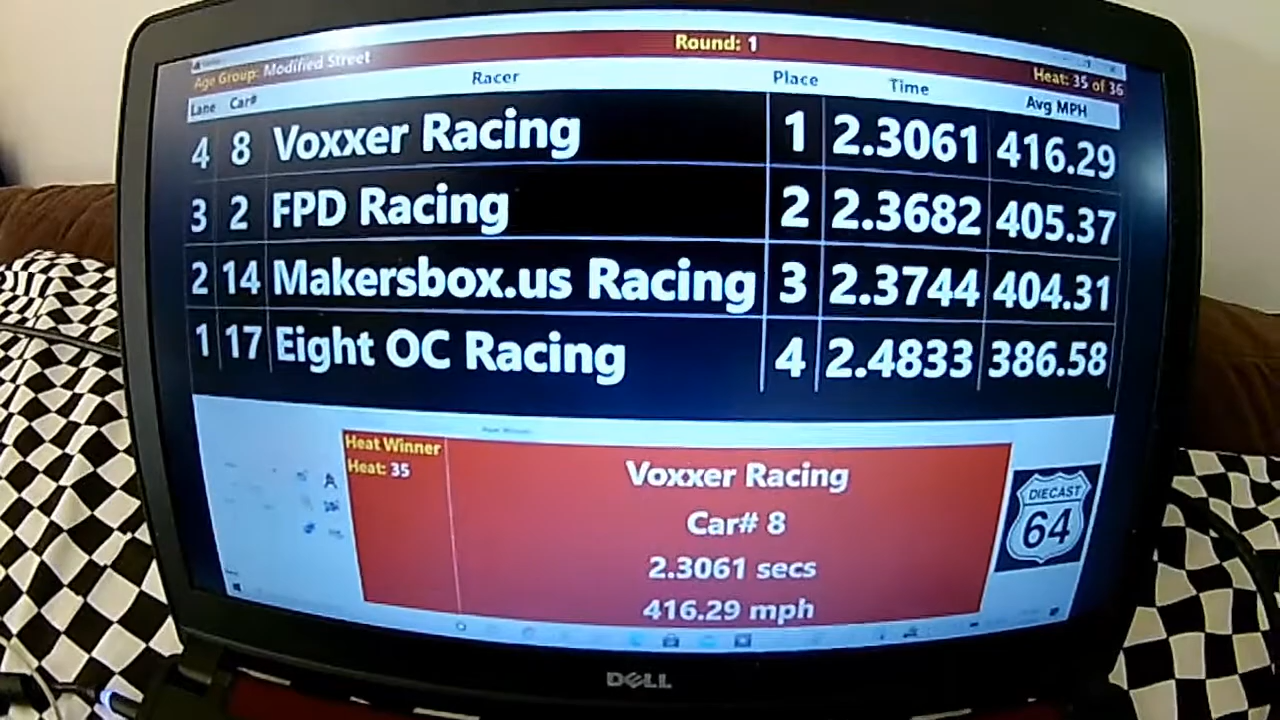 Round: 1
Age Group: Modified Street
Heat: 35 of 36
Lane Car# Racer Place Time Avg MPH
4 8 Voxxer Racing 1 2.3061 416.29
3 2 FPD Racing 2 2.3682 405.37
2 14 Makersbox.us Racing 3 2.3744 404.31
1 17 Eight OC Racing 4 2.4833 386.58
Heat Winner
Heat: 35
Voxxer Racing
Car# 8
2.3061 secs
416.29 mph
DIECAST
64
DELL